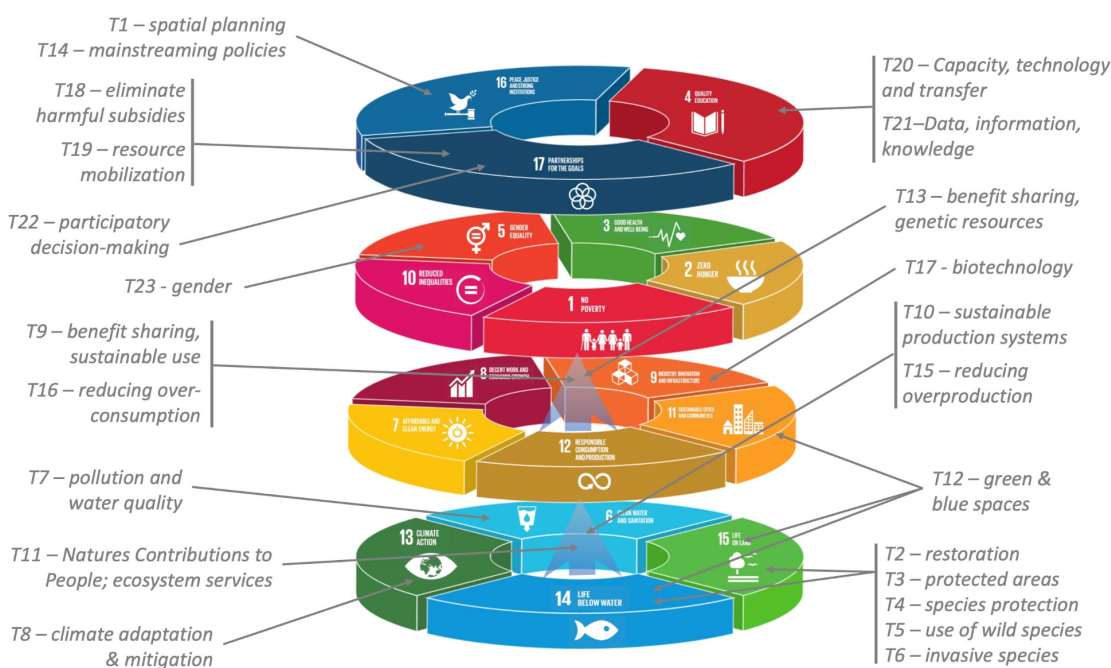 T1 – spatial planning
T14 – mainstreaming policies
T18 – eliminate
harmful subsidies
T19 – resource
mobilization
T22 – participatory
decision-making
T23 - gender
T9 – benefit sharing,
sustainable use
T16 – reducing over-
consumption
T7 – pollution and
water quality
T11 – Natures Contributions to
People; ecosystem services
T8 – climate adaptation
& mitigation
16 PEACE, JUSTICE
AND STRONG
INSTITUTIONS
4 QUALITY
EDUCATION
17 PARTNERSHIPS
FOR THE GOALS
5 GENDER
EQUALITY
3 GOOD HEALTH
AND WELL-BEING
10 REDUCED
INEQUALITIES
2 ZERO
HUNGER
1 NO
POVERTY
8 DECENT WORK AND
ECONOMIC GROWTH
9 INDUSTRY, INNOVATION
AND INFRASTRUCTURE
7 AFFORDABLE AND
CLEAN ENERGY
11 SUSTAINABLE CITIES
AND COMMUNITIES
12 RESPONSIBLE
CONSUMPTION
AND PRODUCTION
6 CLEAN WATER
AND SANITATION
13 CLIMATE
ACTION
15 LIFE
ON LAND
14 LIFE
BELOW WATER
T20 – Capacity, technology
and transfer
T21–Data, information,
knowledge
T13 – benefit sharing,
genetic resources
T17 - biotechnology
T10 – sustainable
production systems
T15 – reducing
overproduction
T12 – green &
blue spaces
T2 – restoration
T3 – protected areas
T4 – species protection
T5 – use of wild species
T6 – invasive species